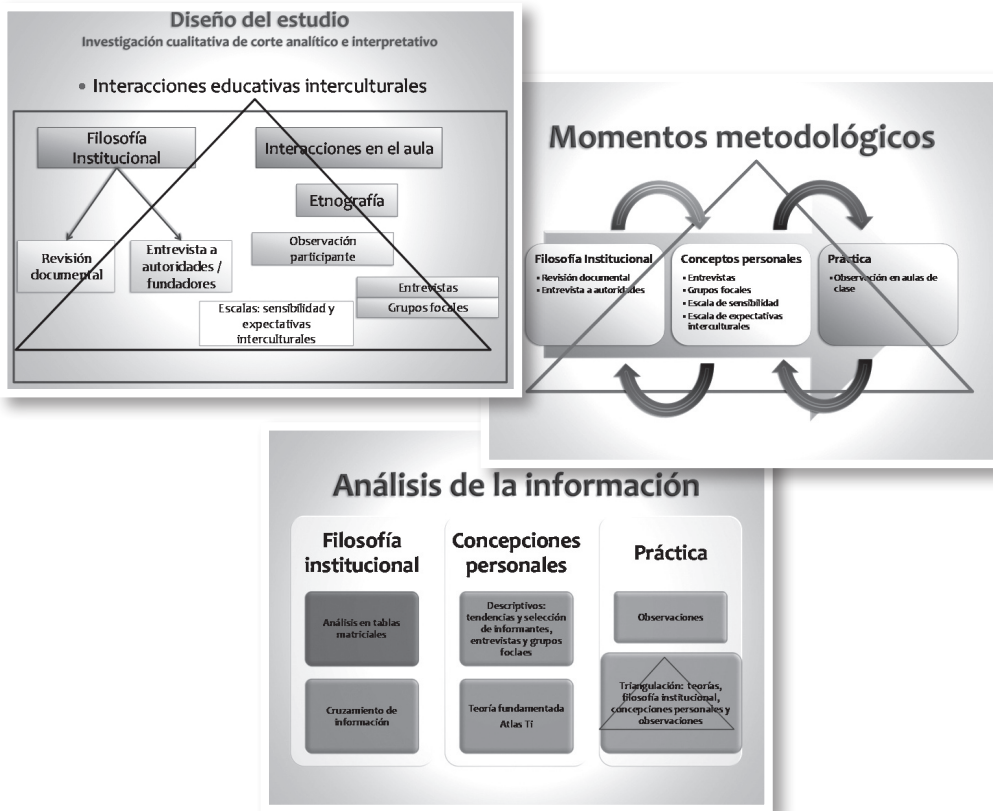 Diseño del estudio
Investigación cualitativa de corte analítico e interpretativo
• Interacciones educativas interculturales
Filosofía
Institucional
Interacciones en el aula
Etnografía
Revisión
documental
Entrevista a
autoridades /
fundadores
Observación
participante
Entrevistas
Grupos focales
Escalas: sensibilidad y
expectativas
interculturales
Momentos metodológicos
Filosofía Institucional
▪ Revisión documental
▪ Entrevista a autoridades
Conceptos personales
▪ Entrevistas
▪ Grupos focales
▪ Escala de sensibilidad
▪ Escala de expectativas
interculturales
Práctica
▪ Observación en aulas de
clase
Análisis de la información
Filosofía
institucional
Análisis en tablas
matriciales
Cruzamiento de
información
Concepciones
personales
Descriptivos:
tendencias y selección
de informantes,
entrevistas y grupos
foclaes
Teoría fundamentada
Atlas Ti
Práctica
Observaciones
Triangulación: teorías,
filosofía institucional,
concepciones personales y
observaciones